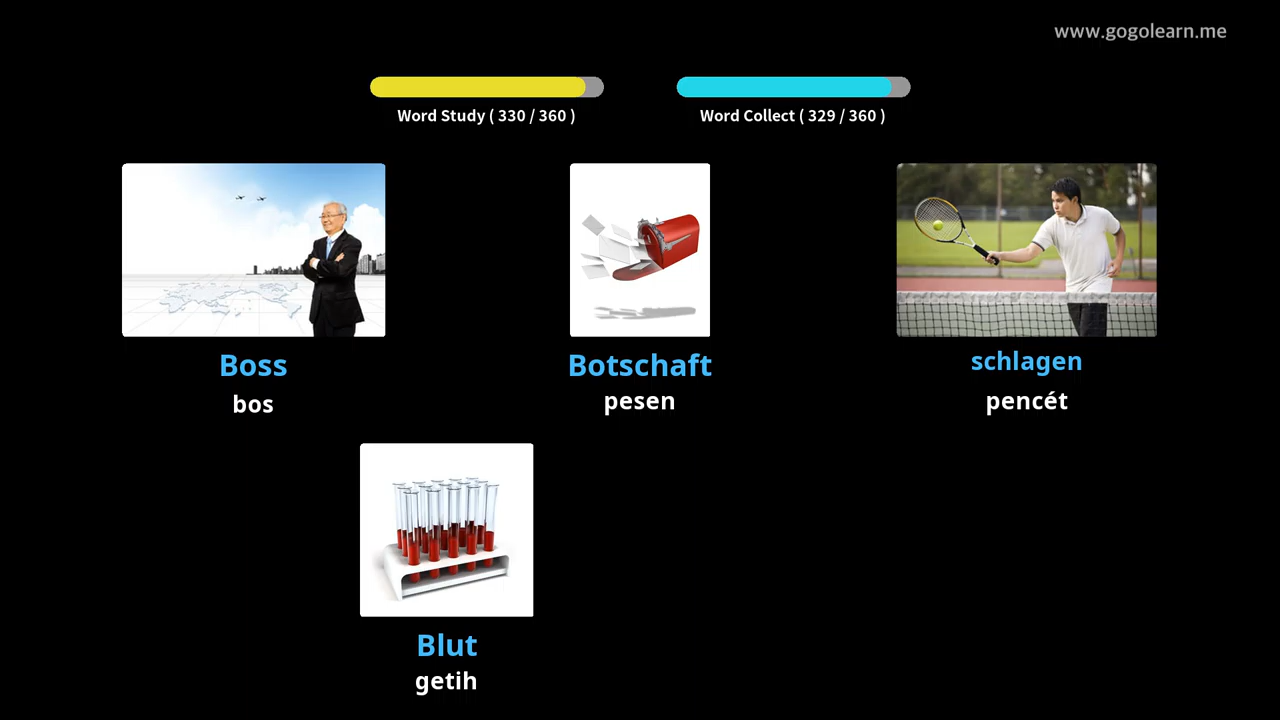 www.gogolearn.me
Word Study ( 330 / 360 )
Word Collect ( 329 / 360 )
Boss
bos
Botschaft
pesen
schlagen
pencét
Blut
getih